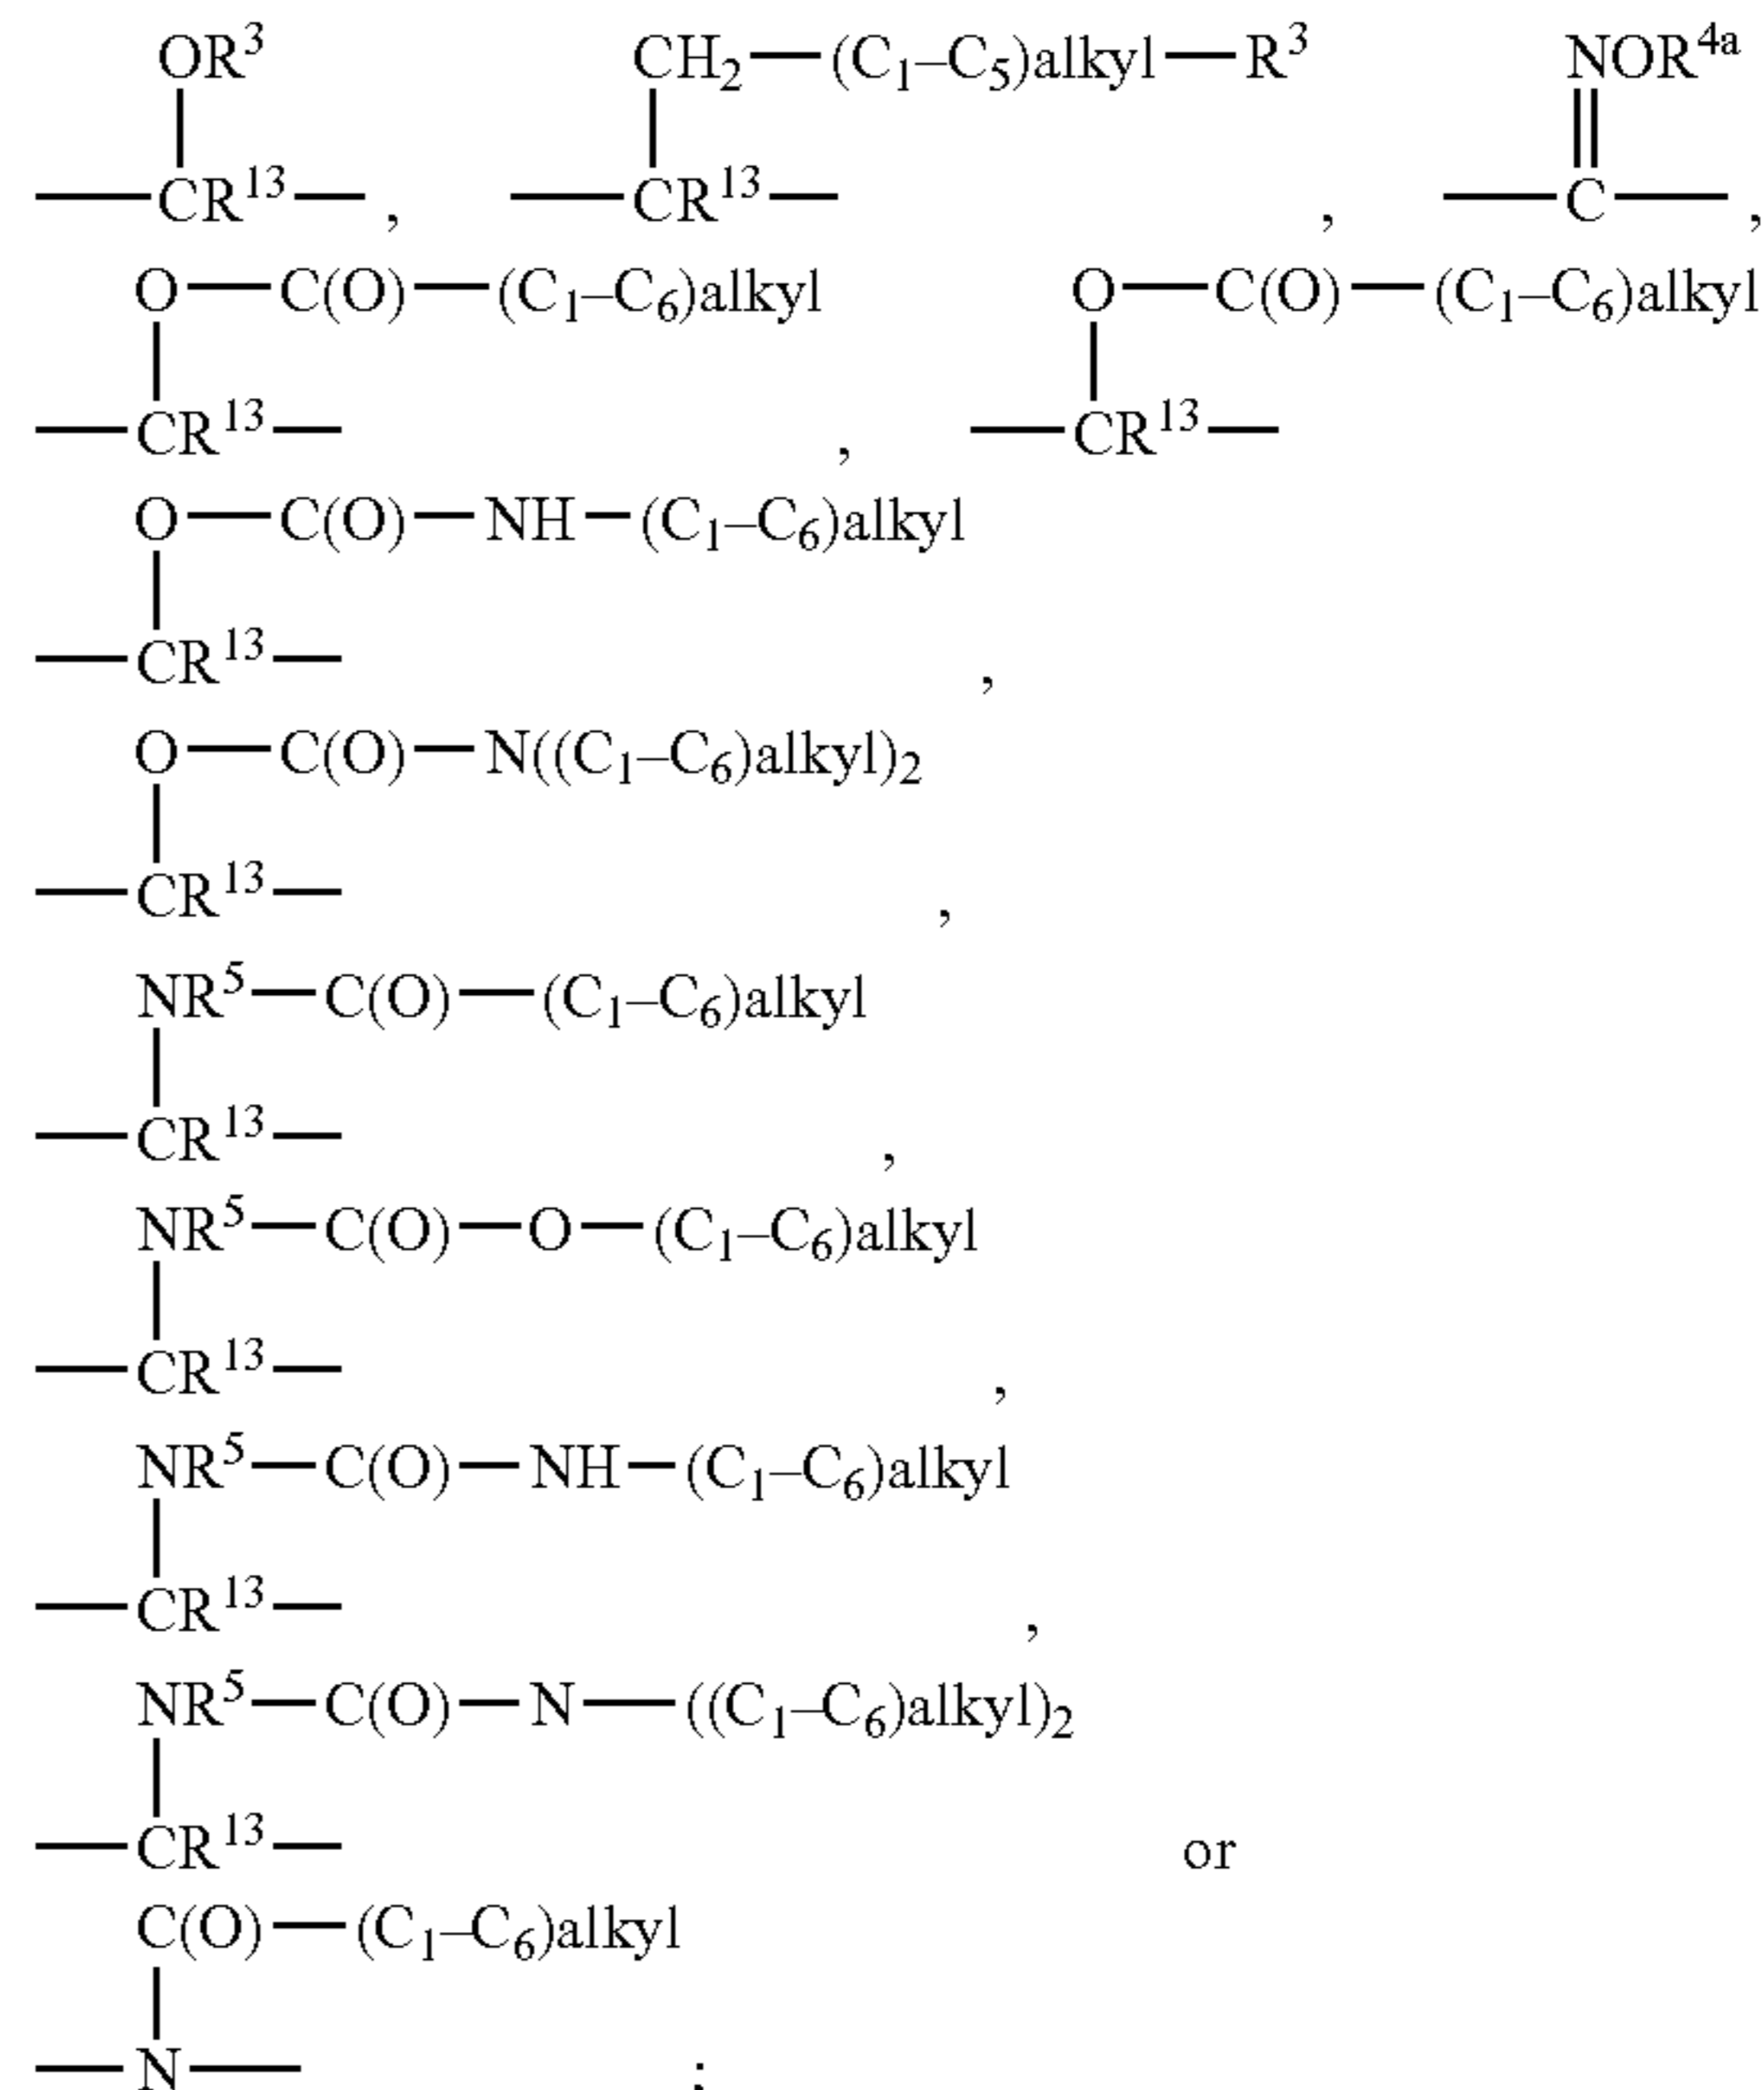 OR³ CH₂—(C₁–C₅)alkyl—R³ NOR⁴ᵃ
—CR¹³— , —CR¹³— , —C— ,
O—C(O)—(C₁–C₆)alkyl O—C(O)—(C₁–C₆)alkyl
—CR¹³— , —CR¹³—
O—C(O)—NH—(C₁–C₆)alkyl
—CR¹³— ,
O—C(O)—N((C₁–C₆)alkyl)₂
—CR¹³— ,
NR⁵—C(O)—(C₁–C₆)alkyl
—CR¹³— ,
NR⁵—C(O)—O—(C₁–C₆)alkyl
—CR¹³— ,
NR⁵—C(O)—NH—(C₁–C₆)alkyl
—CR¹³— ,
NR⁵—C(O)—N—((C₁–C₆)alkyl)₂
—CR¹³— or
C(O)—(C₁–C₆)alkyl
—N— ;